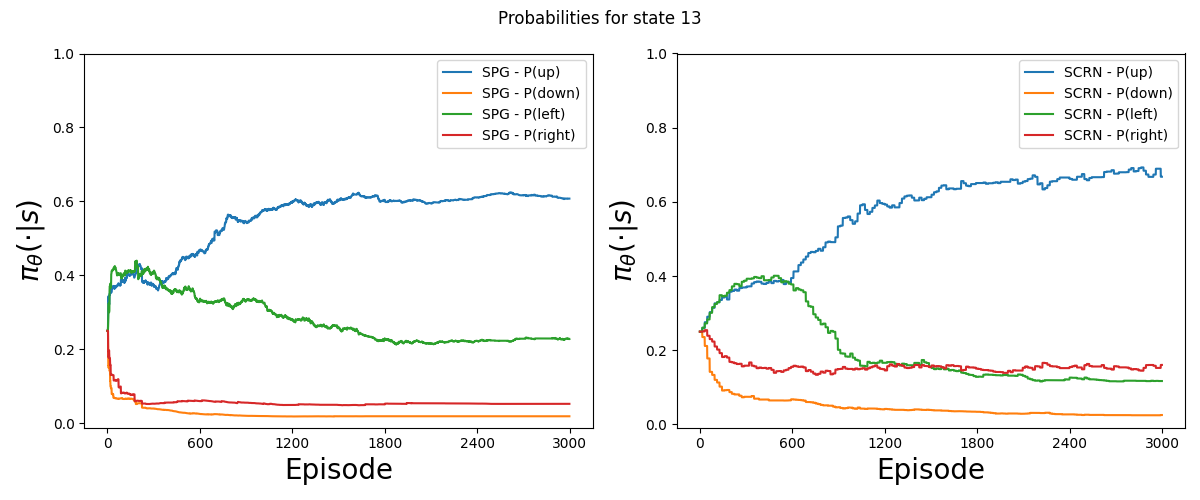 Probabilities for state 13
1.0
0.8
0.6
0.4
0.2
0.0
π_θ(·|s)
0
600
1200
1800
2400
3000
Episode
SPG - P(up)
SPG - P(down)
SPG - P(left)
SPG - P(right)
1.0
0.8
0.6
0.4
0.2
0.0
π_θ(·|s)
0
600
1200
1800
2400
3000
Episode
SCRN - P(up)
SCRN - P(down)
SCRN - P(left)
SCRN - P(right)